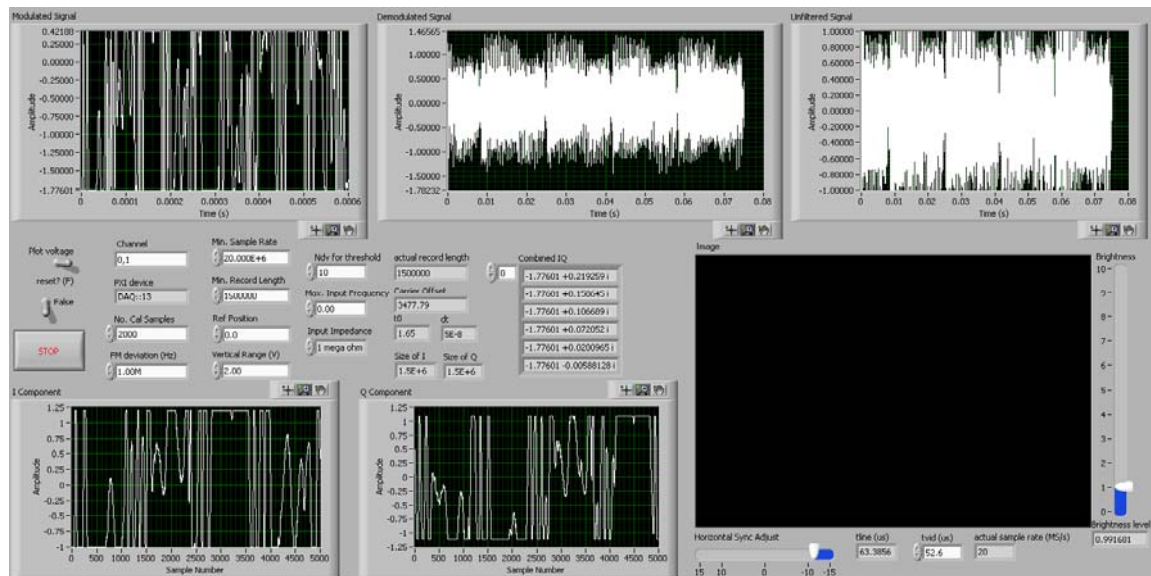 Modulated Signal
0.42188
0.25000
0.00000
-0.25000
-0.50000
-0.75000
-1.00000
-1.25000
-1.50000
-1.77601
Amplitude
0 0.0001 0.0002 0.0003 0.0004 0.0005 0.0006
Time (s)
Demodulated Signal
1.46565
1.00000
0.50000
0.00000
-0.50000
-1.00000
-1.78232
Amplitude
0.00 0.01 0.02 0.03 0.04 0.05 0.06 0.07 0.08
Time (s)
Unfiltered Signal
1.00000
0.80000
0.60000
0.40000
0.20000
0.00000
-0.20000
-0.40000
-0.60000
-0.80000
-1.00000
Amplitude
0.00 0.01 0.02 0.03 0.04 0.05 0.06 0.07 0.08
Time (s)
Plot voltage
reset? (F)
False
STOP
Channel
0,1
PXI device
DAQ::13
No. Cal Samples
2000
FM deviation (Hz)
1.00M
Min. Sample Rate
20.000E+6
Min. Record Length
1500000
Ref Position
0.0
Vertical Range (V)
2.00
Ndv for threshold
10
Max. Input Frequency
0.00
Input Impedance
1 mega ohm
actual record length
1500000
Carrier Offset
3477.79
t0
1.65
dt
5E-8
Size of I
1.5E+6
Size of Q
1.5E+6
0
Combined IQ
-1.77601 +0.219259 i
-1.77601 +0.150645 i
-1.77601 +0.106689 i
-1.77601 +0.072052 i
-1.77601 +0.0200965 i
-1.77601 -0.00588128 i
Image
Brightness
10
9
8
7
6
5
4
3
2
1
0
Brightness level
0.991601
I Component
1.25
1
0.75
0.5
0.25
0
-0.25
-0.5
-0.75
-1
Amplitude
0 500 1000 1500 2000 2500 3000 3500 4000 4500 5000
Sample Number
Q Component
1.25
1
0.75
0.5
0.25
0
-0.25
-0.5
-0.75
-1
-1.25
Amplitude
0 500 1000 1500 2000 2500 3000 3500 4000 4500 5000
Sample Number
Horizontal Sync Adjust
15 10 0 -10 -15
tline (us)
63.3856
tvid (us)
52.6
actual sample rate (MS/s)
20